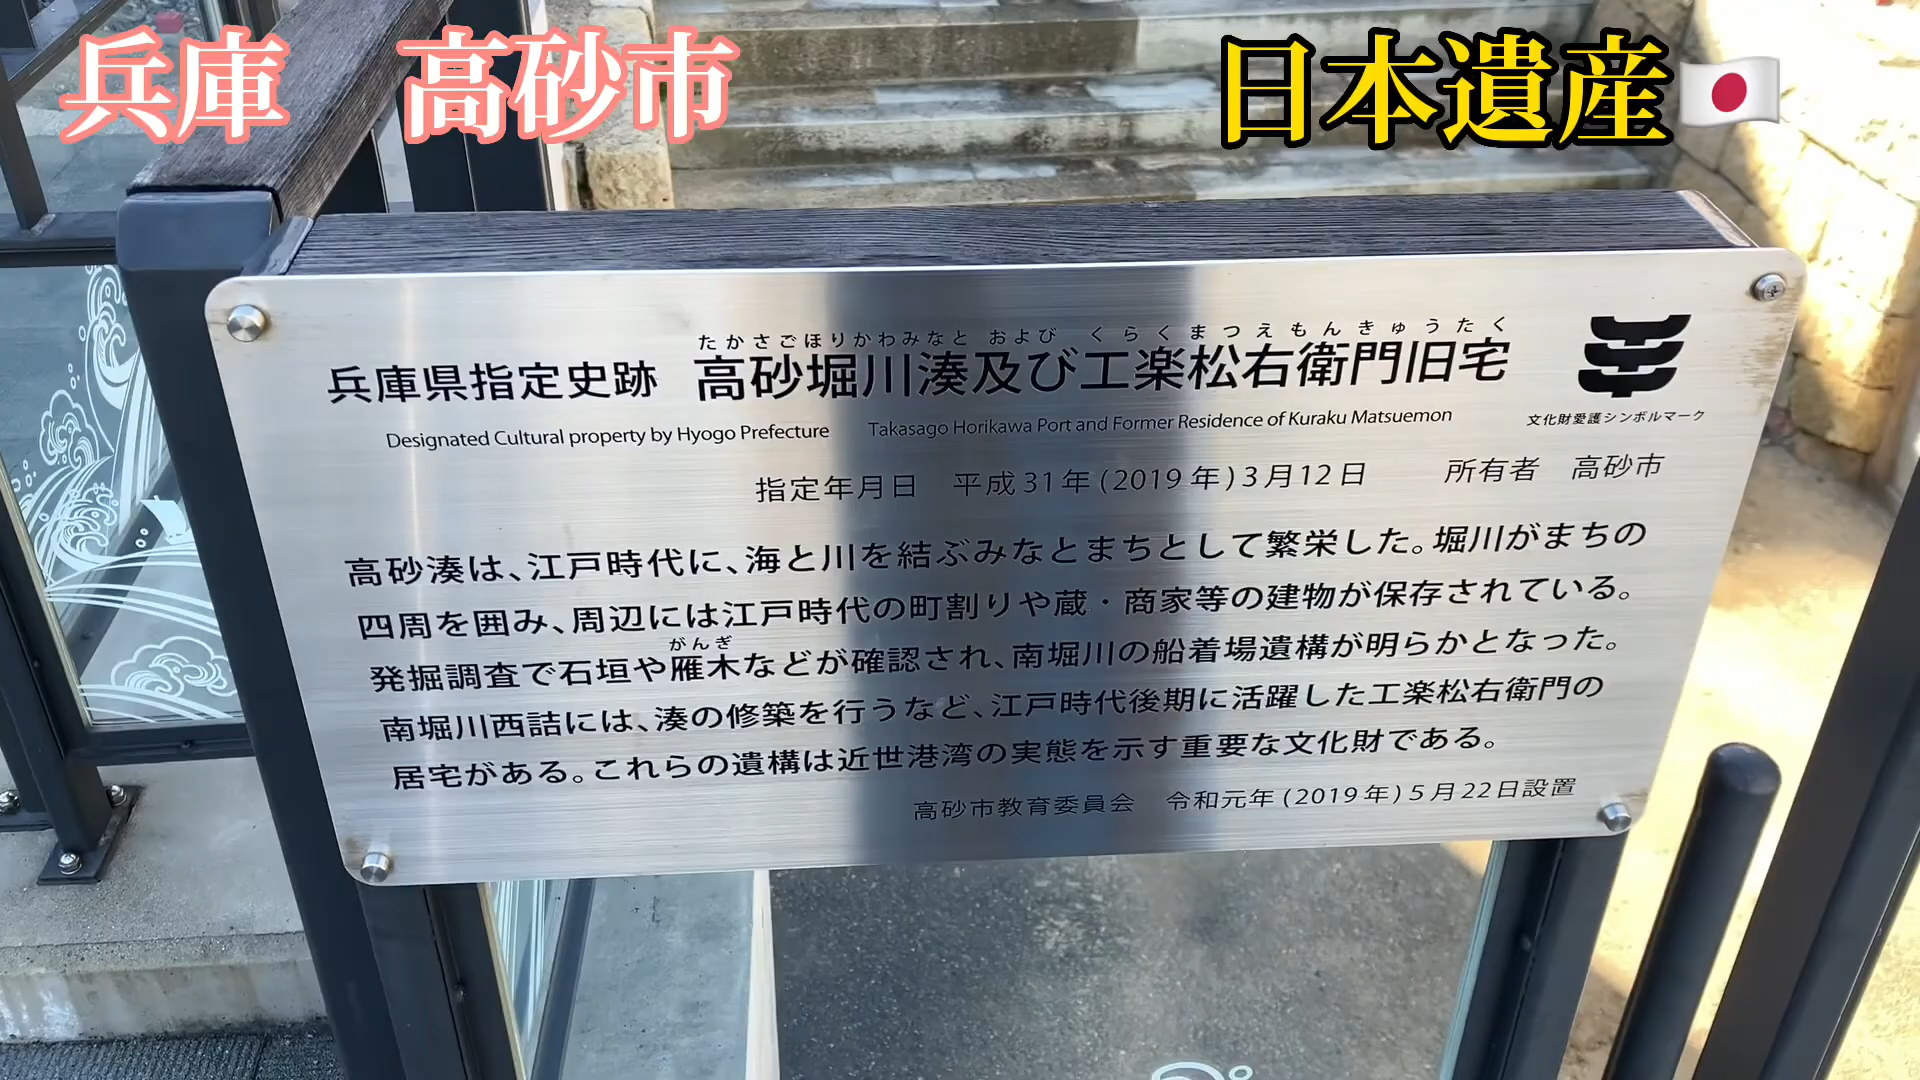 兵庫　高砂市
日本遺産
たかさごほりかわみなと および くらくまつえもんきゅうたく
兵庫県指定史跡 高砂堀川湊及び工楽松右衛門旧宅
文化財愛護シンボルマーク
Designated Cultural property by Hyogo Prefecture Takasago Horikawa Port and Former Residence of Kuraku Matsuemon
指定年月日 平成31年(2019年)3月12日 所有者 高砂市
高砂湊は、江戸時代に、海と川を結ぶみなとまちとして繁栄した。堀川がまちの
四周を囲み、周辺には江戸時代の町割りや蔵・商家等の建物が保存されている。
がんぎ
発掘調査で石垣や雁木などが確認され、南堀川の船着場遺構が明らかとなった。
南堀川西詰には、湊の修築を行うなど、江戸時代後期に活躍した工楽松右衛門の
居宅がある。これらの遺構は近世港湾の実態を示す重要な文化財である。
高砂市教育委員会 令和元年(2019年)5月22日設置